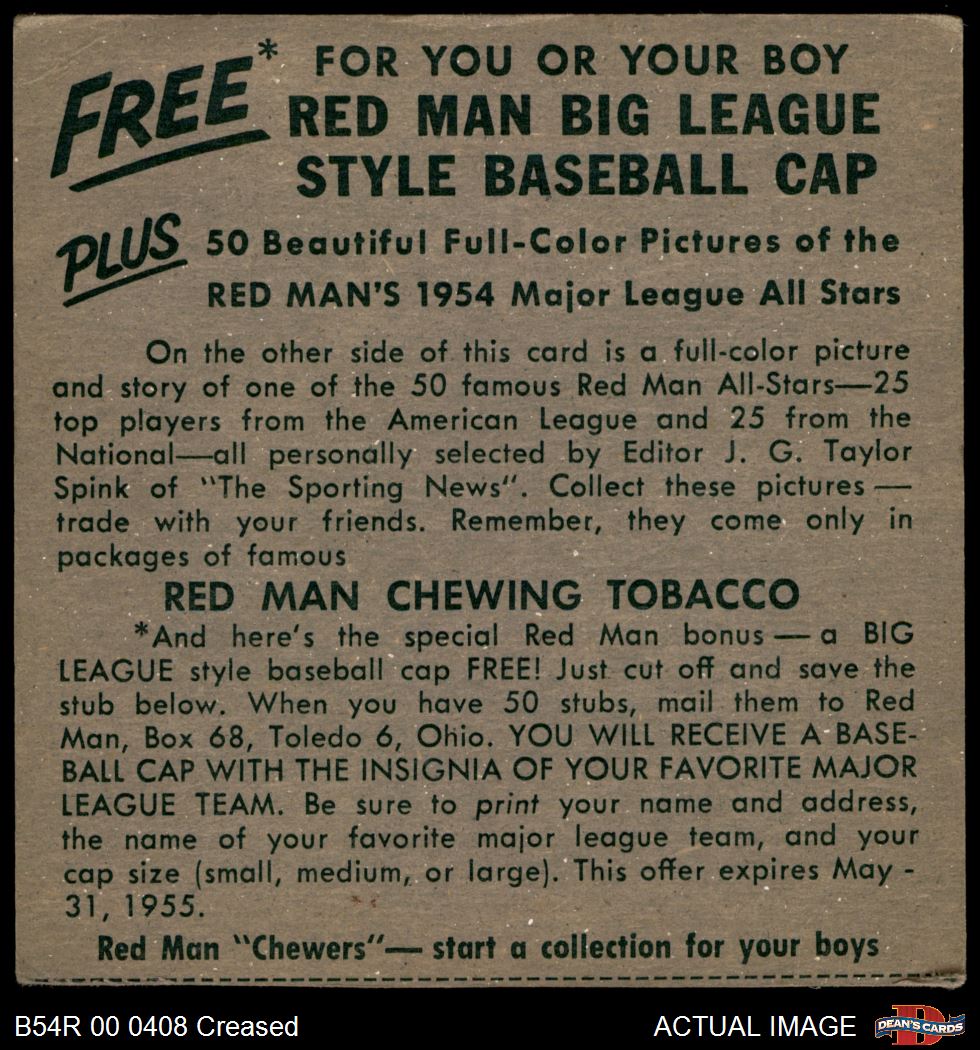 FREE* FOR YOU OR YOUR BOY
RED MAN BIG LEAGUE
STYLE BASEBALL CAP
PLUS 50 Beautiful Full-Color Pictures of the
RED MAN'S 1954 Major League All Stars
On the other side of this card is a full-color picture
and story of one of the 50 famous Red Man All-Stars—25
top players from the American League and 25 from the
National—all personally selected by Editor J. G. Taylor
Spink of "The Sporting News". Collect these pictures —
trade with your friends. Remember, they come only in
packages of famous
RED MAN CHEWING TOBACCO
*And here's the special Red Man bonus — a BIG
LEAGUE style baseball cap FREE! Just cut off and save the
stub below. When you have 50 stubs, mail them to Red
Man, Box 68, Toledo 6, Ohio. YOU WILL RECEIVE A BASE-
BALL CAP WITH THE INSIGNIA OF YOUR FAVORITE MAJOR
LEAGUE TEAM. Be sure to print your name and address,
the name of your favorite major league team, and your
cap size (small, medium, or large). This offer expires May -
31, 1955.
Red Man "Chewers"— start a collection for your boys
B54R 00 0408 Creased ACTUAL IMAGE DEAN'S CARDS